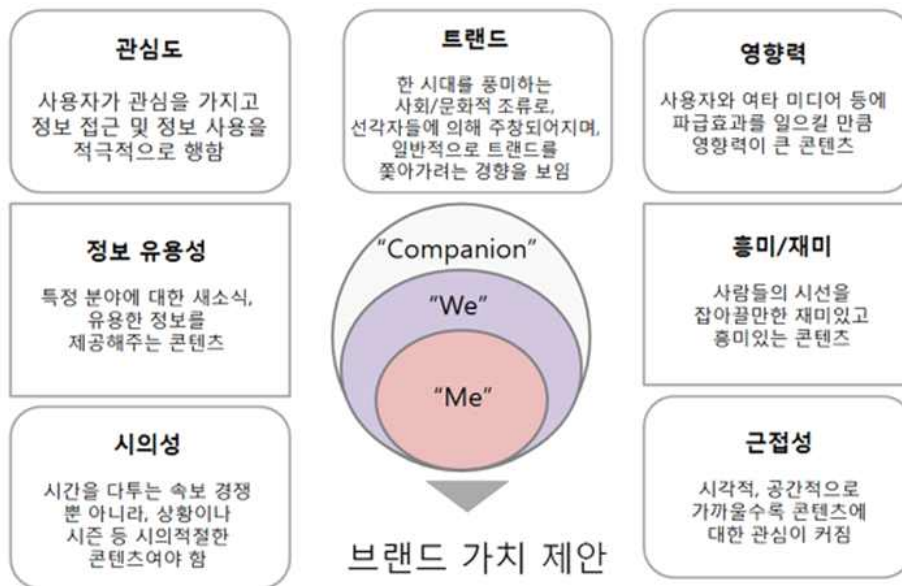 관심도
사용자가 관심을 가지고
정보 접근 및 정보 사용을
적극적으로 행함
트랜드
한 시대를 풍미하는
사회/문화적 조류로,
선각자들에 의해 주창되어지며,
일반적으로 트랜드를
쫓아가려는 경향을 보임
영향력
사용자와 여타 미디어 등에
파급효과를 일으킬 만큼
영향력이 큰 콘텐츠
정보 유용성
특정 분야에 대한 새소식,
유용한 정보를
제공해주는 콘텐츠
"Companion"
"We"
"Me"
흥미/재미
사람들의 시선을
잡아끌만한 재미있고
흥미있는 콘텐츠
시의성
시간을 다투는 속보 경쟁
뿐 아니라, 상황이나
시즌 등 시의적절한
콘텐츠여야 함
브랜드 가치 제안
근접성
시각적, 공간적으로
가까울수록 콘텐츠에
대한 관심이 커짐